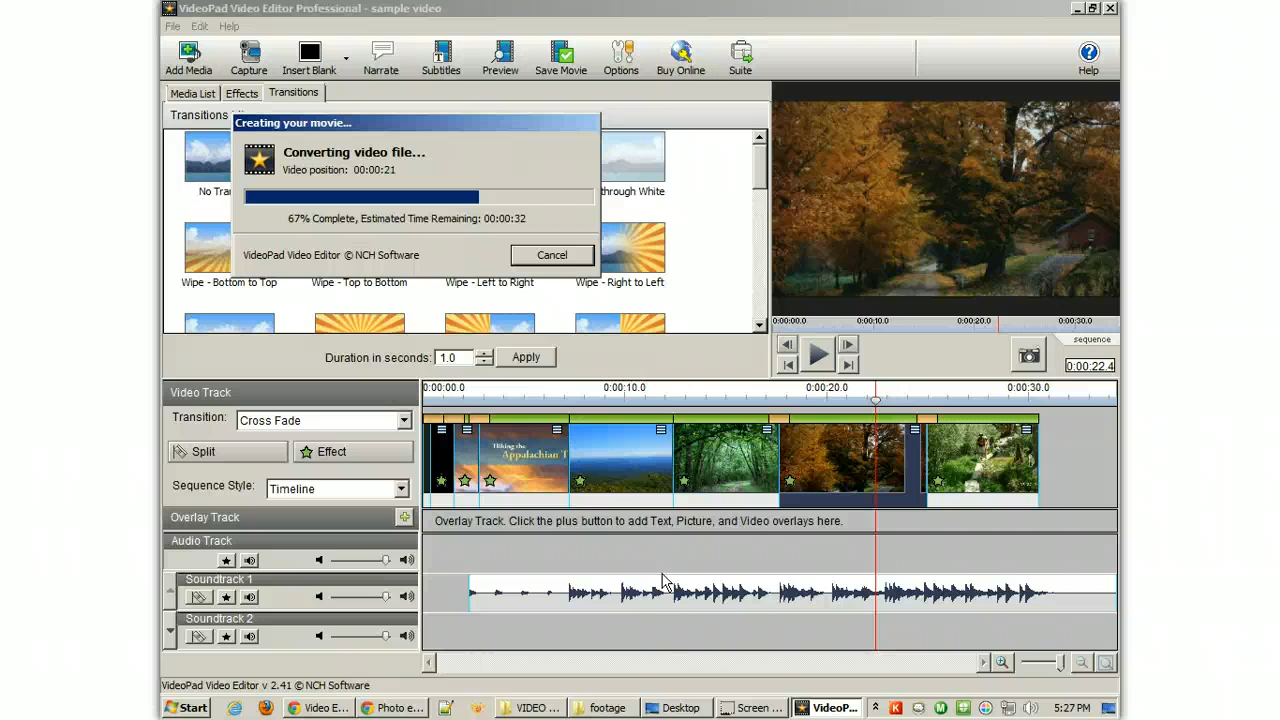 VideoPad Video Editor Professional - sample video
File Edit Help
Add Media Capture Insert Blank Narrate Subtitles Preview Save Movie Options Buy Online Suite Help
Media List Effects Transitions
Transitions
Creating your movie...
Converting video file...
Video position: 00:00:21
67% Complete, Estimated Time Remaining: 00:00:32
VideoPad Video Editor © NCH Software Cancel
No Tra
through White
Wipe - Bottom to Top Wipe - Top to Bottom Wipe - Left to Right Wipe - Right to Left
0:00:00.0 0:00:10.0 0:00:20.0 0:00:30.0
sequence
0:00:22.4
Duration in seconds: 1.0 Apply
Video Track
0:00:00.0 0:00:10.0 0:00:20.0 0:00:30.0
Transition: Cross Fade
Split Effect
Hiking the
Appalachian T
Sequence Style: Timeline
Overlay Track
Overlay Track. Click the plus button to add Text, Picture, and Video overlays here.
Audio Track
Soundtrack 1
Soundtrack 2
VideoPad Video Editor v 2.41 © NCH Software
Start Video E... Photo e... VIDEO ... footage Desktop Screen ... VideoP... 5:27 PM